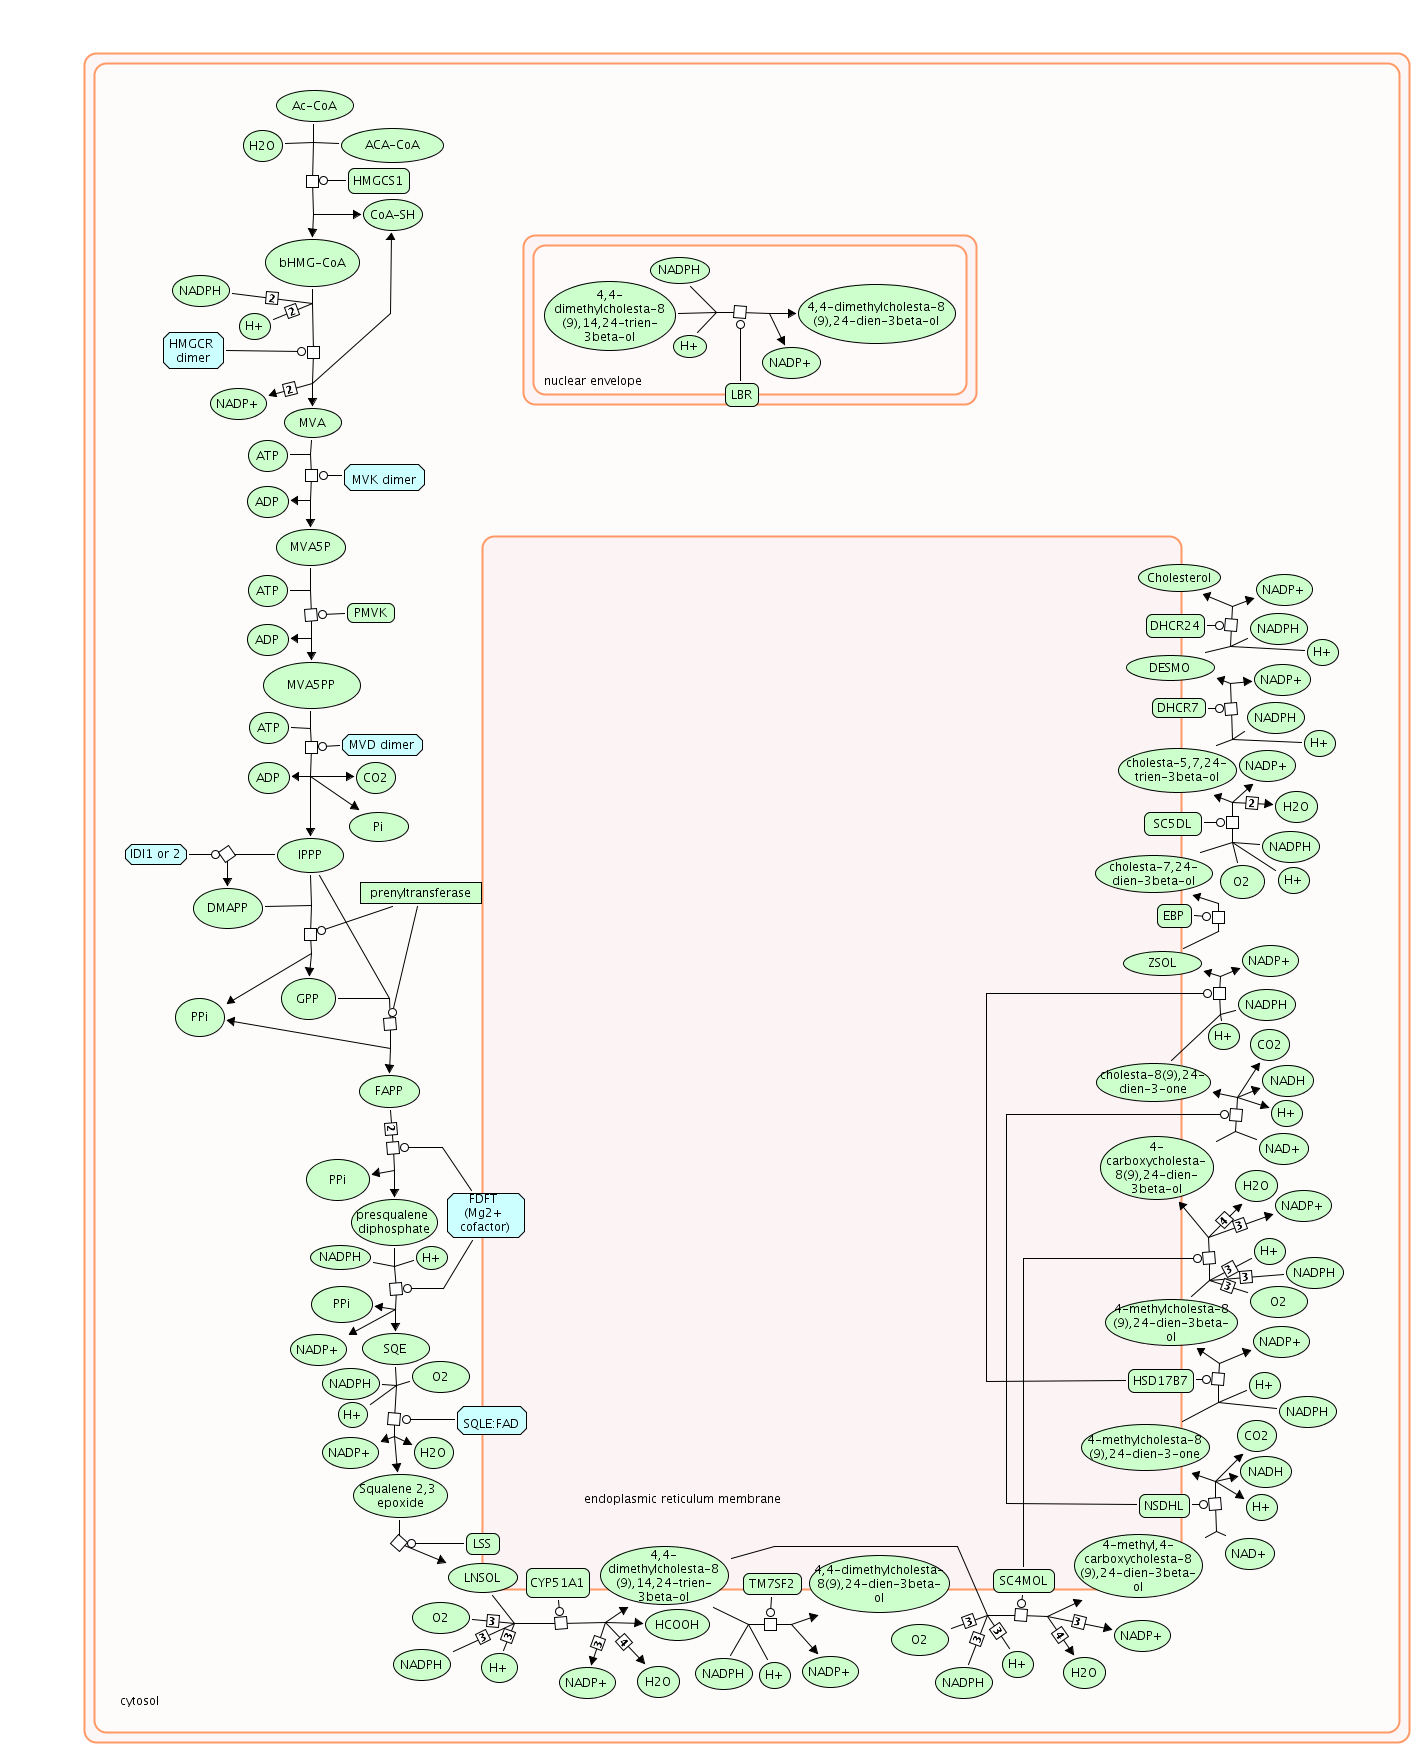 Ac-CoA
H2O
ACA-CoA
HMGCS1
CoA-SH
bHMG-CoA
NADPH
2
H+
2
HMGCR
dimer
2
NADP+
MVA
ATP
MVK dimer
ADP
MVA5P
ATP
PMVK
ADP
MVA5PP
ATP
MVD dimer
ADP
CO2
Pi
IDI1 or 2
IPPP
prenyltransferase
DMAPP
GPP
PPi
FAPP
2
PPi
FDFT
(Mg2+
cofactor)
presqualene
diphosphate
NADPH
H+
PPi
NADP+
SQE
NADPH
O2
H+
SQLE:FAD
NADP+
H2O
Squalene 2,3
epoxide
LSS
LNSOL
NADPH
4,4-
dimethylcholesta-8
(9),14,24-trien-
3beta-ol
4,4-dimethylcholesta-8
(9),24-dien-3beta-ol
H+
NADP+
nuclear envelope
LBR
Cholesterol
NADP+
DHCR24
NADPH
H+
DESMO
NADP+
DHCR7
NADPH
H+
cholesta-5,7,24-
trien-3beta-ol
NADP+
2
H2O
SC5DL
NADPH
cholesta-7,24-
dien-3beta-ol
O2
H+
EBP
ZSOL
NADP+
NADPH
H+
CO2
cholesta-8(9),24-
dien-3-one
NADH
H+
NAD+
4-
carboxycholesta-
8(9),24-dien-
3beta-ol
H2O
NADP+
4
3
H+
3
3
NADPH
3
O2
4-methylcholesta-8
(9),24-dien-3beta-
ol
NADP+
HSD17B7
H+
NADPH
4-methylcholesta-8
(9),24-dien-3-one
CO2
NADH
NSDHL
H+
NAD+
4-methyl,4-
carboxycholesta-8
(9),24-dien-3beta-
ol
endoplasmic reticulum membrane
CYP51A1
4,4-
dimethylcholesta-8
(9),14,24-trien-
3beta-ol
TM7SF2
4,4-dimethylcholesta-
8(9),24-dien-3beta-
ol
SC4MOL
O2
3
3
3
NADPH
H+
HCOOH
3
4
NADP+
H2O
NADPH
H+
NADP+
O2
3
3
3
NADPH
H+
3
4
NADP+
H2O
cytosol